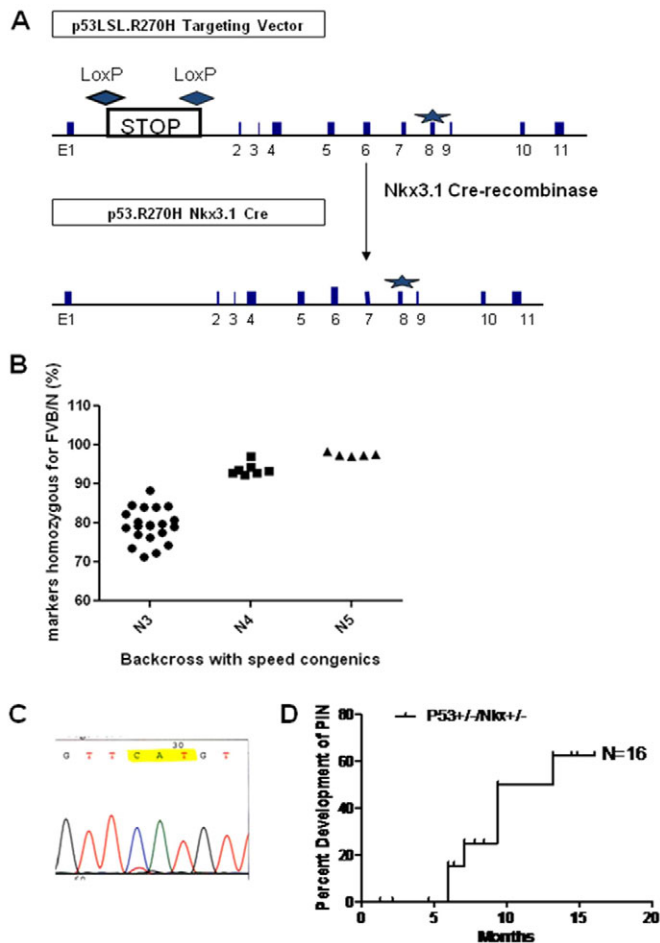 A
p53LSL.R270H Targeting Vector
LoxP LoxP
STOP
E1 2 3 4 5 6 7 8 9 10 11
Nkx3.1 Cre-recombinase
p53.R270H Nkx3.1 Cre
E1 2 3 4 5 6 7 8 9 10 11
B
markers homozygous for FVB/N (%)
110
100
90
80
70
60
N3 N4 N5
Backcross with speed congenics
C
30
G T T C A T G T
D
P53+/-/Nkx+/-
N=16
Percent Development of PIN
80
60
40
20
0
0 5 10 15 20
Months